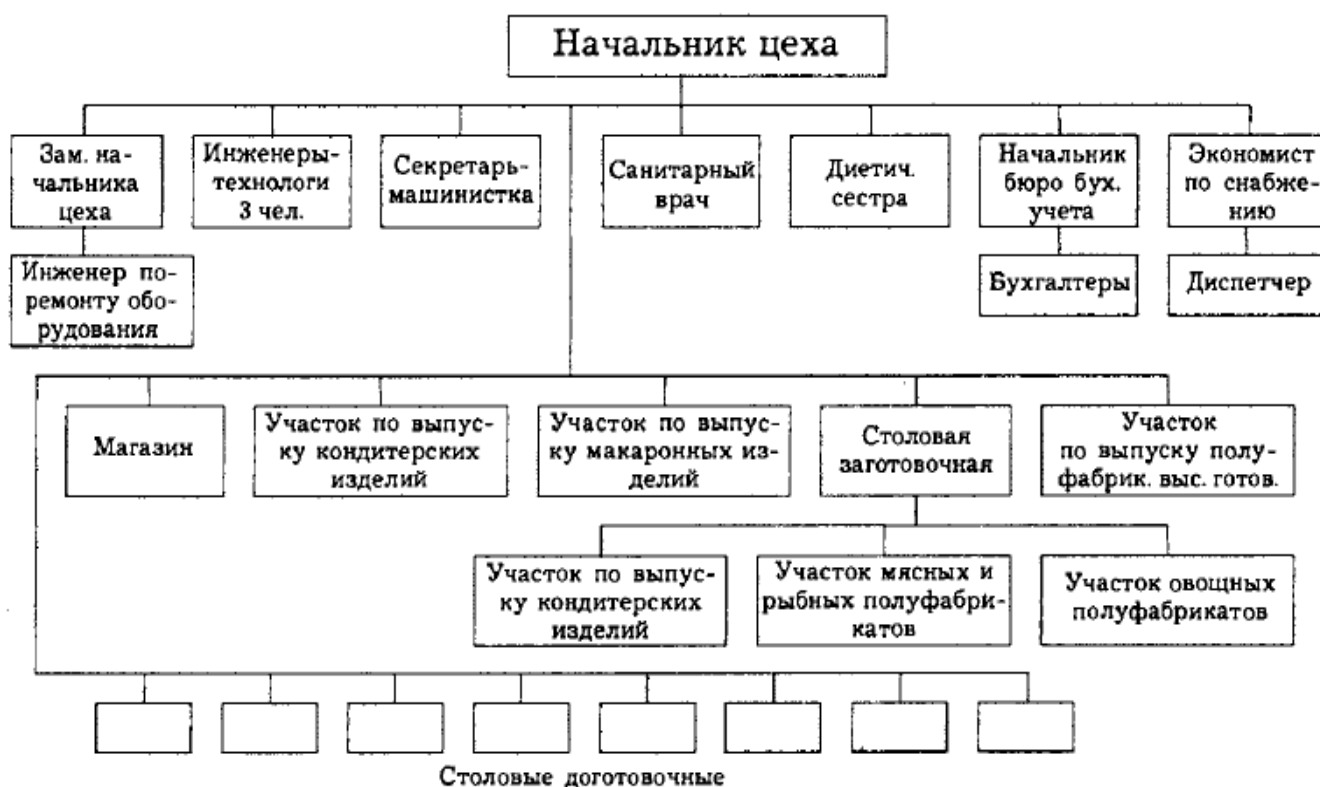 Начальник цеха
Зам. на-
чальника
цеха
Инженеры-
технологи
3 чел.
Секретарь-
машинистка
Санитарный
врач
Диетич.
сестра
Начальник
бюро бух.
учета
Экономист
по снабже-
нию
Инженер по-
ремонту обо-
рудования
Бухгалтеры
Диспетчер
Магазин
Участок по выпус-
ку кондитерских
изделий
Участок по выпус-
ку макаронных из-
делий
Столовая
заготовочная
Участок
по выпуску полу-
фабрик. выс. готов.
Участок по выпус-
ку кондитерских
изделий
Участок мясных и
рыбных полуфабри-
катов
Участок овощных
полуфабрикатов
Столовые доготовочные